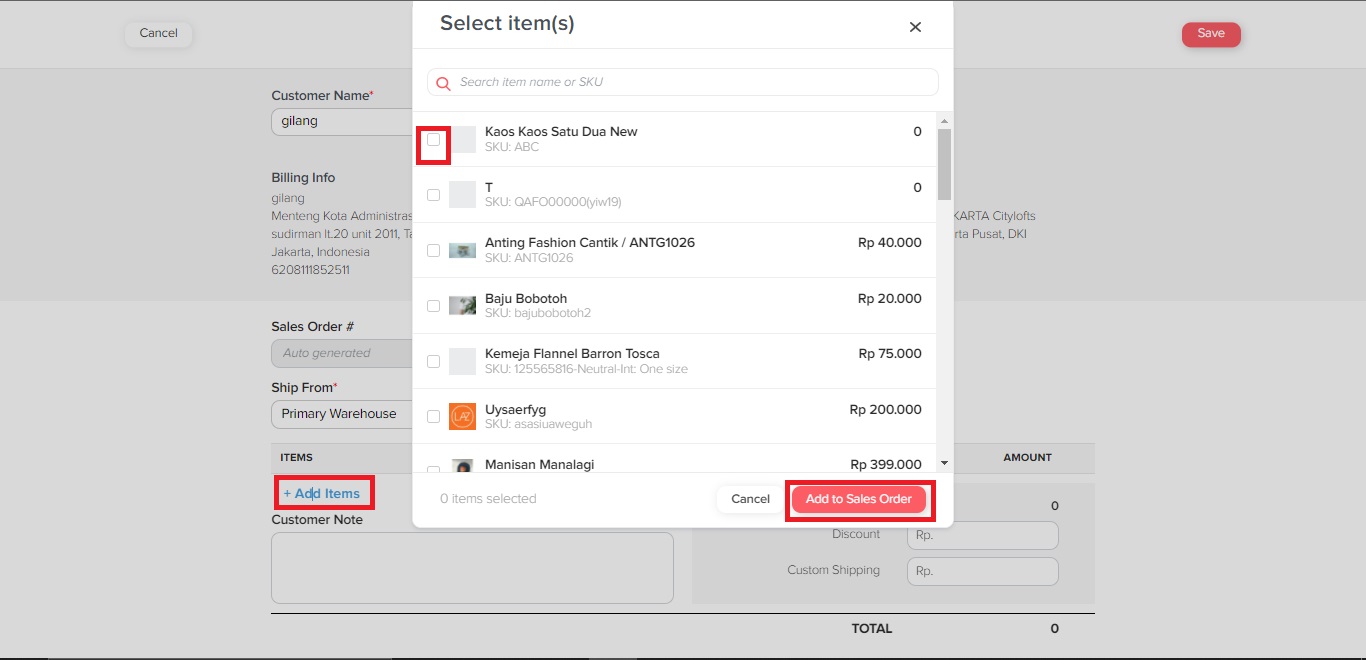 Select item(s)
Cancel
Save
Search item name or SKU
Customer Name*
gilang
Kaos Kaos Satu Dua New
0
SKU: ABC
Billing Info
gilang
Menteng Kota Administras
KARTA Citylofts
sudirman lt.20 unit 2011, Ta
rta Pusat, DKI
Jakarta, Indonesia
6208111852511
T
0
SKU: QAFO00000(yiw19)
Anting Fashion Cantik / ANTG1026
Rp 40.000
SKU: ANTG1026
Baju Bobotoh
Rp 20.000
SKU: bajubobotoh2
Sales Order #
Auto generated
Kemeja Flannel Barron Tosca
Rp 75.000
SKU: 125565816-Neutral-Int: One size
Ship From*
Primary Warehouse
LAZ
Uysaerfyg
Rp 200.000
SKU: asasiuaweguh
ITEMS
AMOUNT
Manisan Manalagi
Rp 399.000
+ Add Items
0 items selected
Cancel
Add to Sales Order
0
Customer Note
Discount
Rp.
Custom Shipping
Rp.
TOTAL
0